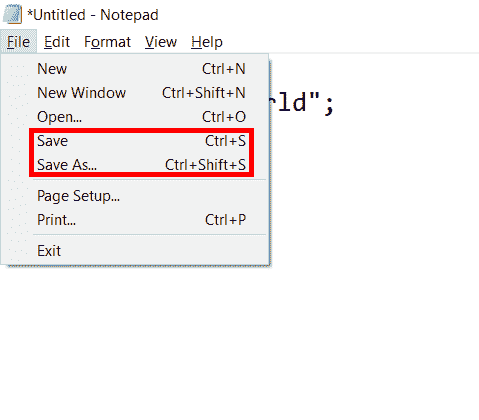 *Untitled - Notepad
File Edit Format View Help
New Ctrl+N
New Window Ctrl+Shift+N
rld";
Open... Ctrl+O
Save Ctrl+S
Save As... Ctrl+Shift+S
Page Setup...
Print... Ctrl+P
Exit